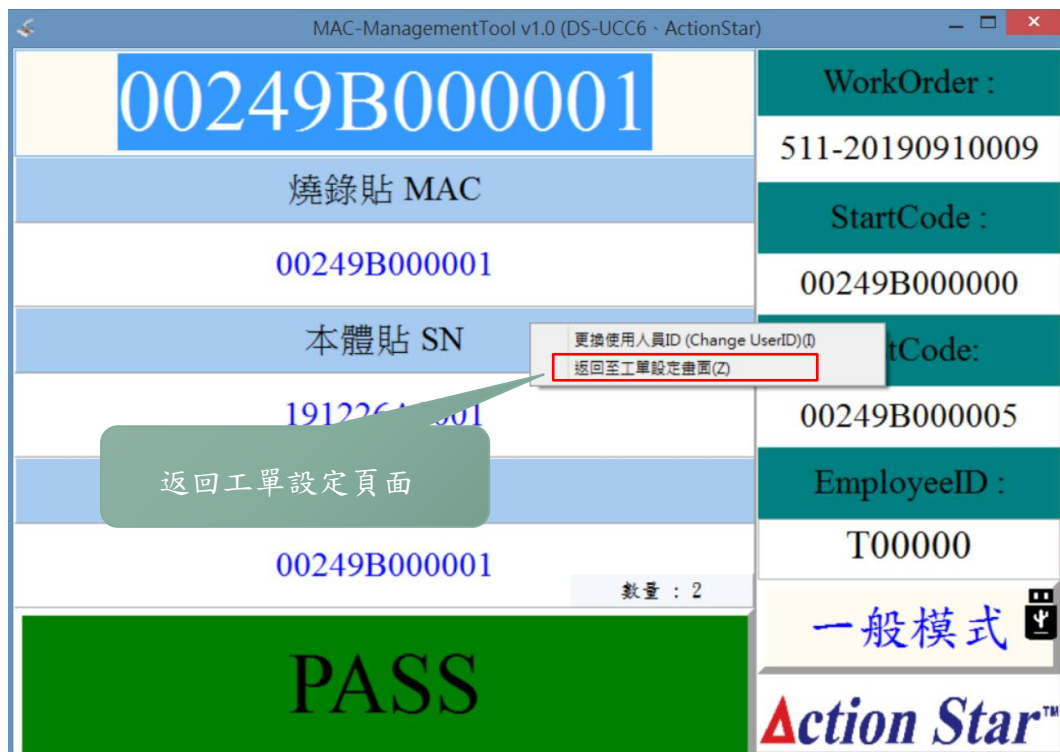 MAC-ManagementTool v1.0 (DS-UCC6、ActionStar)
00249B000001
燒錄貼 MAC
00249B000001
本體貼 SN
00249B000001
數量 : 2
PASS
更換使用人員ID (Change UserID)(I)
返回至工單設定畫面(Z)
返回工單設定頁面
WorkOrder :
511-20190910009
StartCode :
00249B000000
tCode:
00249B000005
EmployeeID :
T00000
一般模式
Action Star™